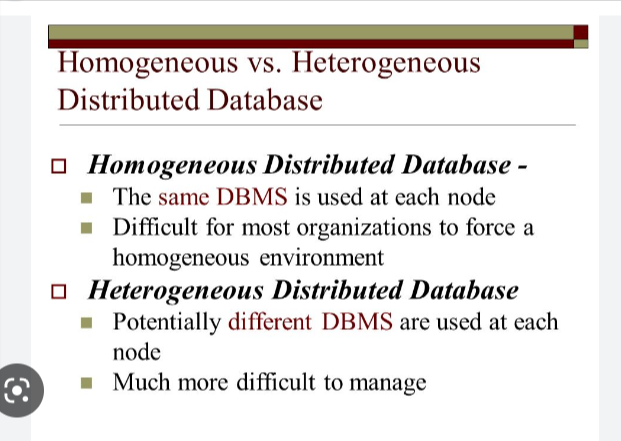 Homogeneous vs. Heterogeneous
Distributed Database
Homogeneous Distributed Database -
The same DBMS is used at each node
Difficult for most organizations to force a
homogeneous environment
Heterogeneous Distributed Database
Potentially different DBMS are used at each
node
Much more difficult to manage